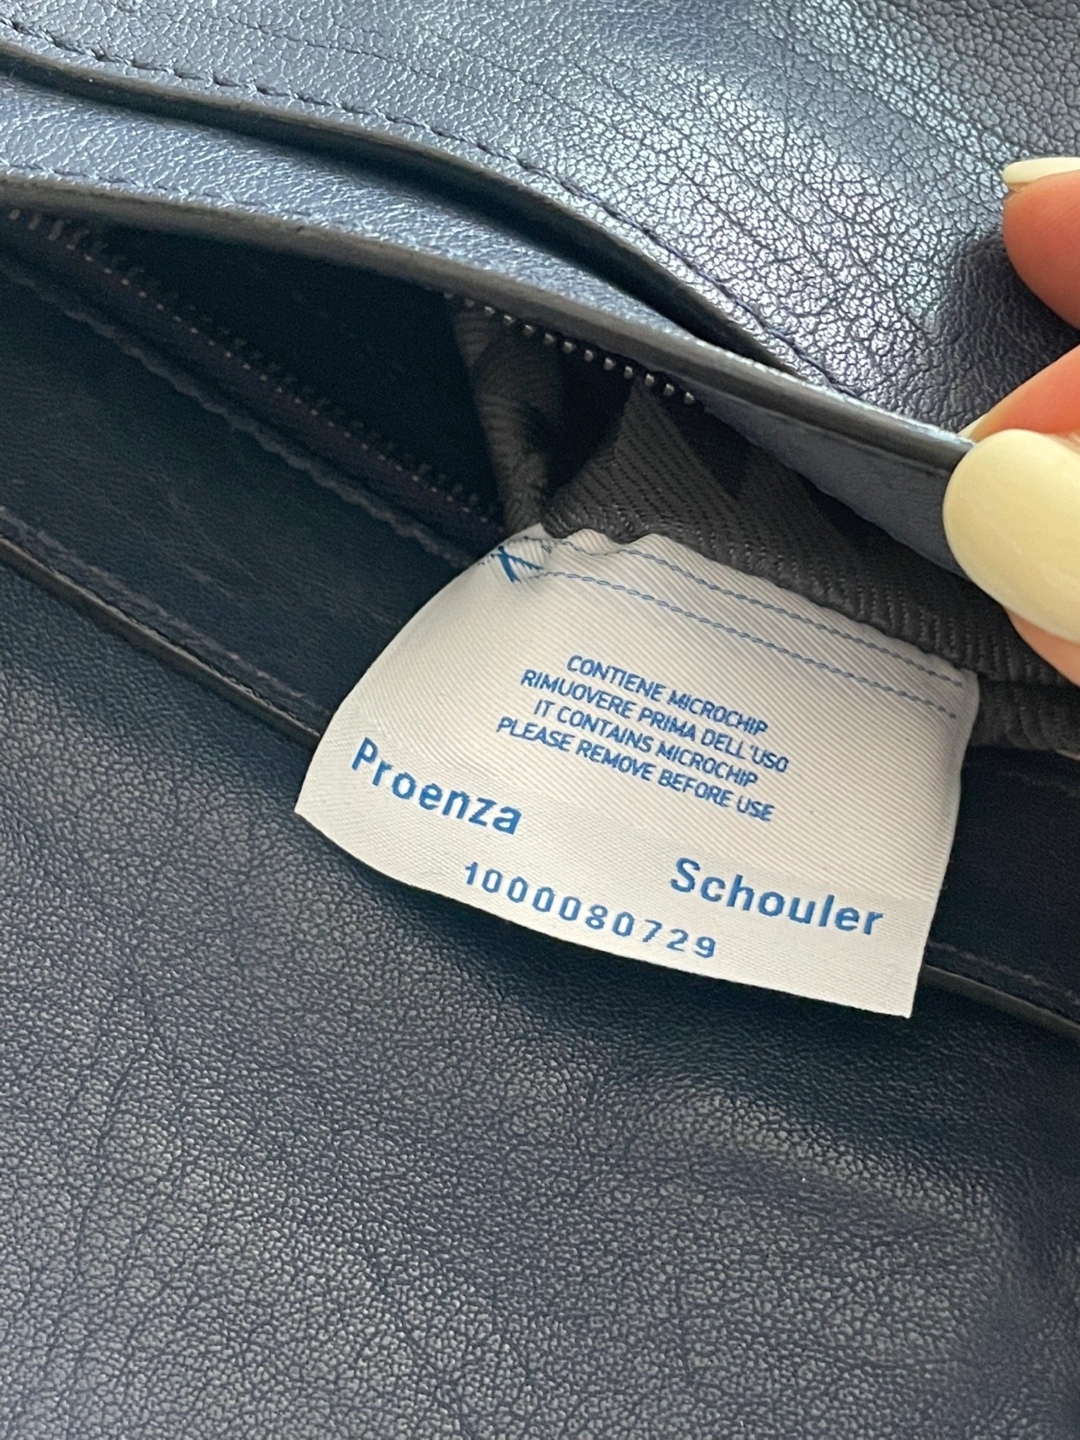 CONTIENE MICROCHIP
RIMUOVERE PRIMA DELL'USO
IT CONTAINS MICROCHIP
PLEASE REMOVE BEFORE USE
Proenza
Schouler
1000080729